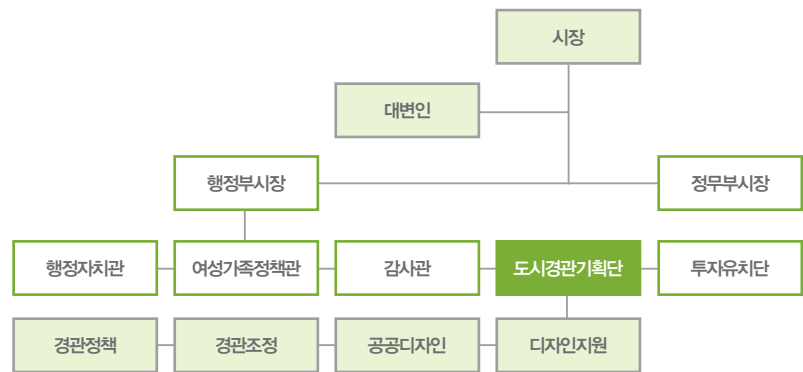 시장
대변인
행정부시장
정무부시장
행정자치관
여성가족정책관
감사관
도시경관기획단
투자유치단
경관정책
경관조정
공공디자인
디자인지원